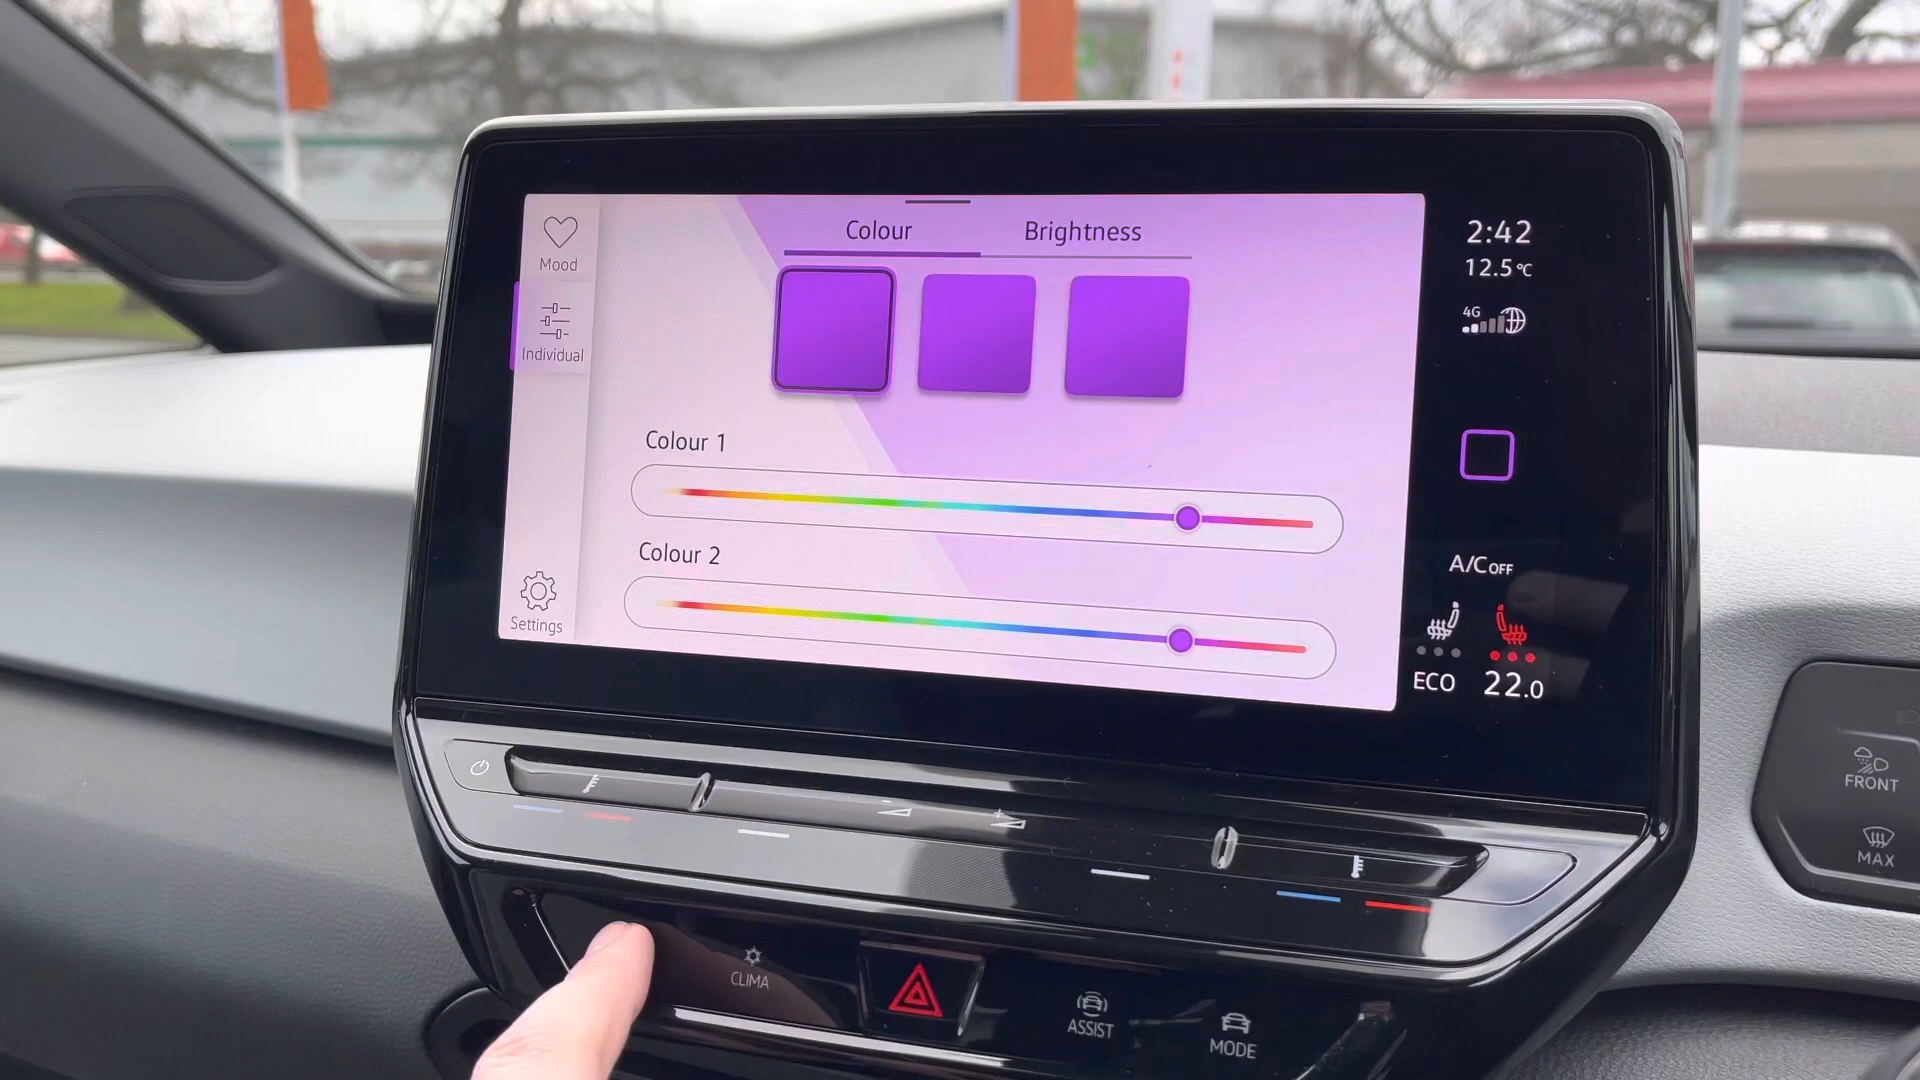 Colour
Brightness
Mood
Individual
Colour 1
Colour 2
Settings
2:42
12.5°C
4G
A/C OFF
ECO
22.0
CLIMA
ASSIST
MODE
FRONT
MAX